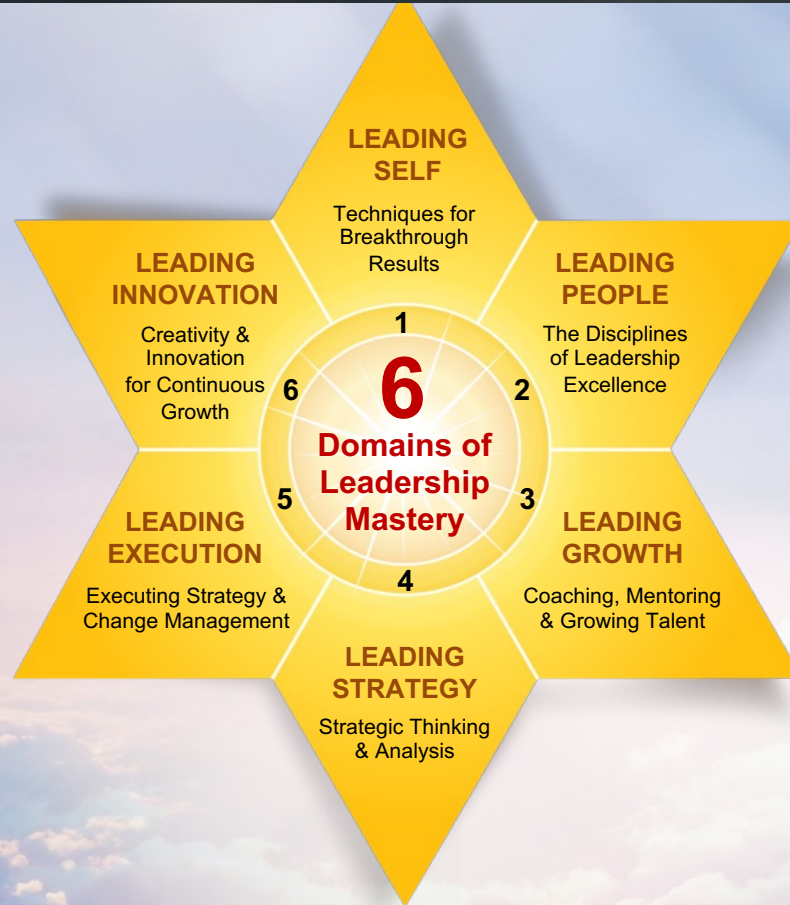 LEADING
SELF
Techniques for
Breakthrough
Results
1
LEADING
PEOPLE
The Disciplines
of Leadership
Excellence
2
LEADING
GROWTH
Coaching, Mentoring
& Growing Talent
3
LEADING
STRATEGY
Strategic Thinking
& Analysis
4
LEADING
EXECUTION
Executing Strategy &
Change Management
5
LEADING
INNOVATION
Creativity &
Innovation
for Continuous
Growth
6
6
Domains of
Leadership
Mastery